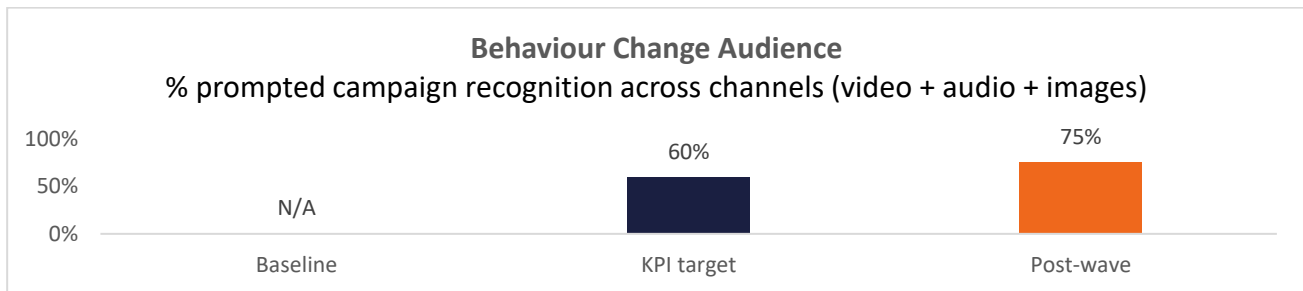 Behaviour Change Audience
% prompted campaign recognition across channels (video + audio + images)
100%
50%
0%
N/A
60%
75%
Baseline
KPI target
Post-wave